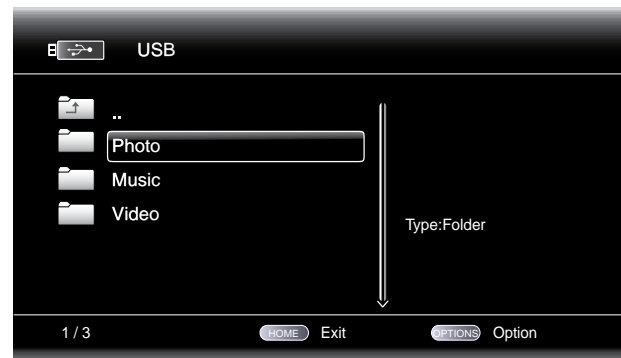 USB
..
Photo
Music
Video
Type:Folder
1 / 3
HOME Exit
OPTIONS Option